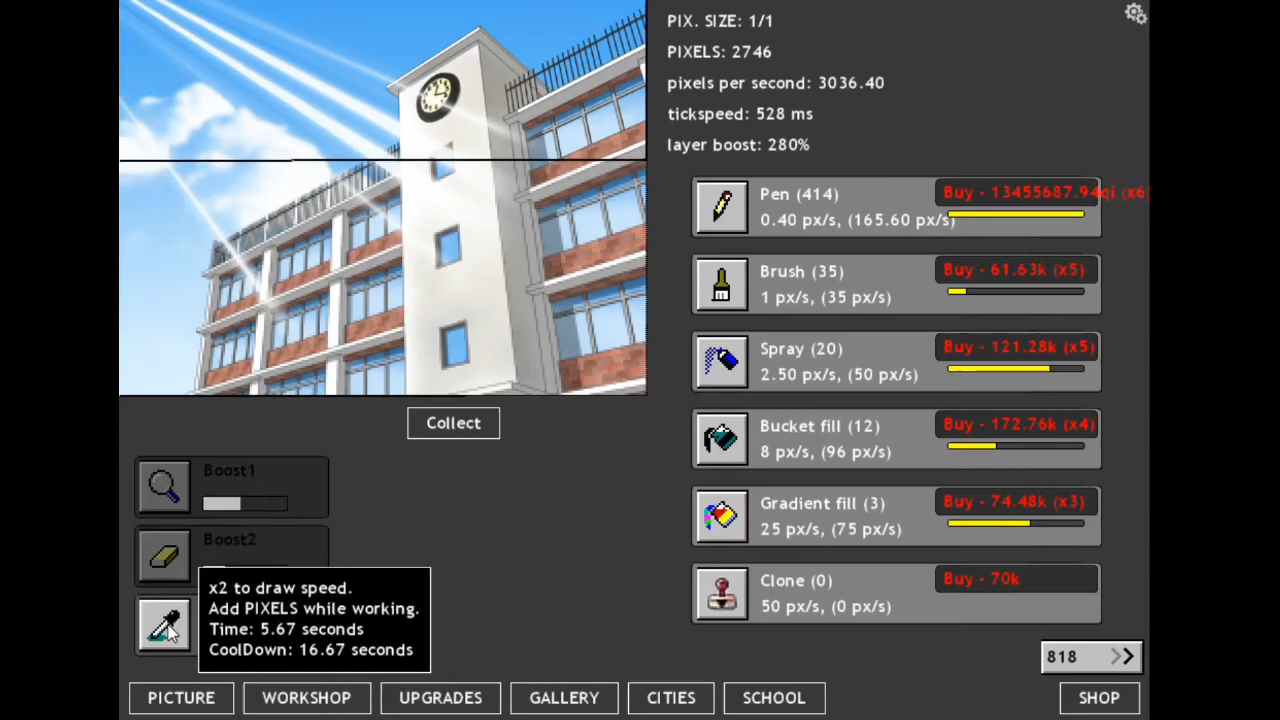 PIX. SIZE: 1/1
PIXELS: 2746
pixels per second: 3036.40
tickspeed: 528 ms
layer boost: 280%
Pen (414)
Buy - 13455687.94qi (x6)
0.40 px/s, (165.60 px/s)
Brush (35)
Buy - 61.63k (x5)
1 px/s, (35 px/s)
Spray (20)
Buy - 121.28k (x5)
2.50 px/s, (50 px/s)
Bucket fill (12)
Buy - 172.76k (x4)
8 px/s, (96 px/s)
Gradient fill (3)
Buy - 74.48k (x3)
25 px/s, (75 px/s)
Clone (0)
Buy - 70k
50 px/s, (0 px/s)
Collect
Boost1
Boost2
x2 to draw speed.
Add PIXELS while working.
Time: 5.67 seconds
CoolDown: 16.67 seconds
818
PICTURE
WORKSHOP
UPGRADES
GALLERY
CITIES
SCHOOL
SHOP